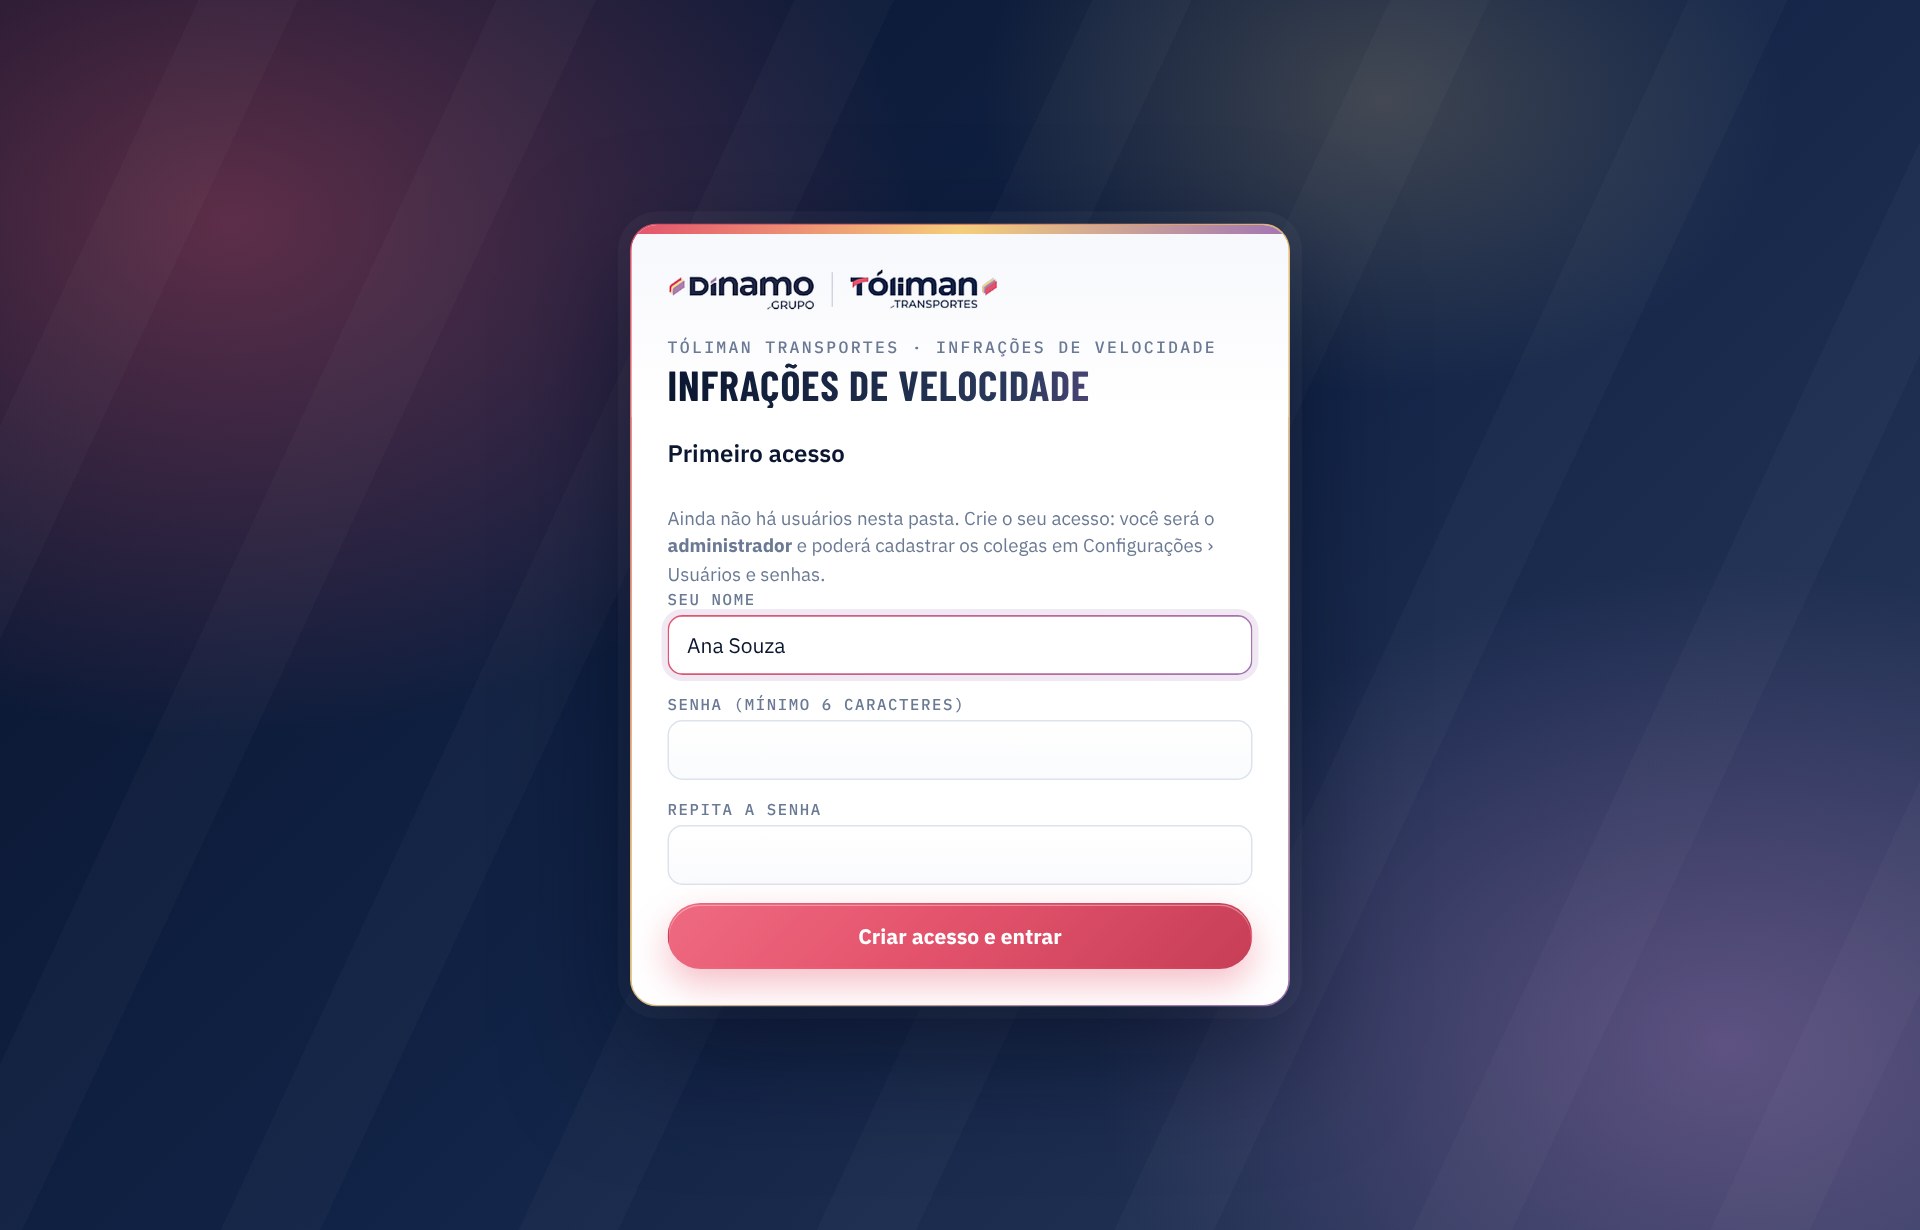 Dínamo
GRUPO
Tóliman
TRANSPORTES
TÓLIMAN TRANSPORTES · INFRAÇÕES DE VELOCIDADE
INFRAÇÕES DE VELOCIDADE
Primeiro acesso
Ainda não há usuários nesta pasta. Crie o seu acesso: você será o
administrador e poderá cadastrar os colegas em Configurações ›
Usuários e senhas.
SEU NOME
Ana Souza
SENHA (MÍNIMO 6 CARACTERES)
REPITA A SENHA
Criar acesso e entrar